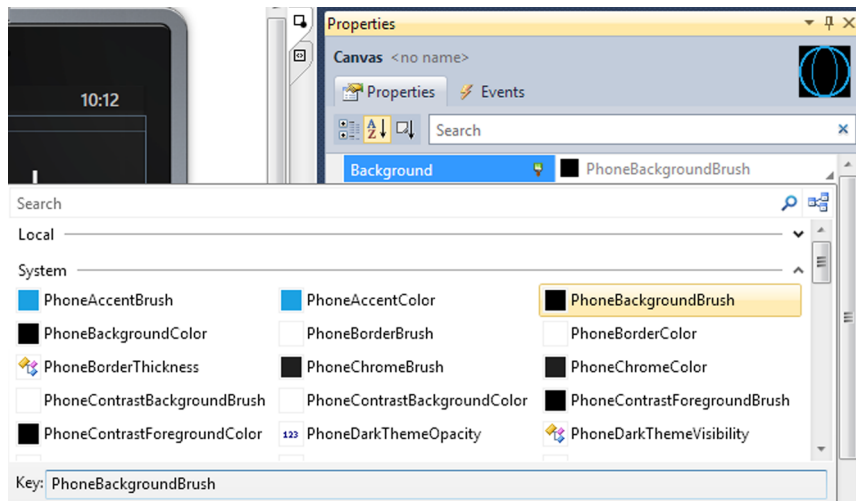 Properties
Canvas <no name>
10:12
Properties Events
A
Z
Search
Background PhoneBackgroundBrush
Search
Local
System
PhoneAccentBrush PhoneAccentColor PhoneBackgroundBrush
PhoneBackgroundColor PhoneBorderBrush PhoneBorderColor
PhoneBorderThickness PhoneChromeBrush PhoneChromeColor
PhoneContrastBackgroundBrush PhoneContrastBackgroundColor PhoneContrastForegroundBrush
PhoneContrastForegroundColor 123 PhoneDarkThemeOpacity PhoneDarkThemeVisibility
Key: PhoneBackgroundBrush